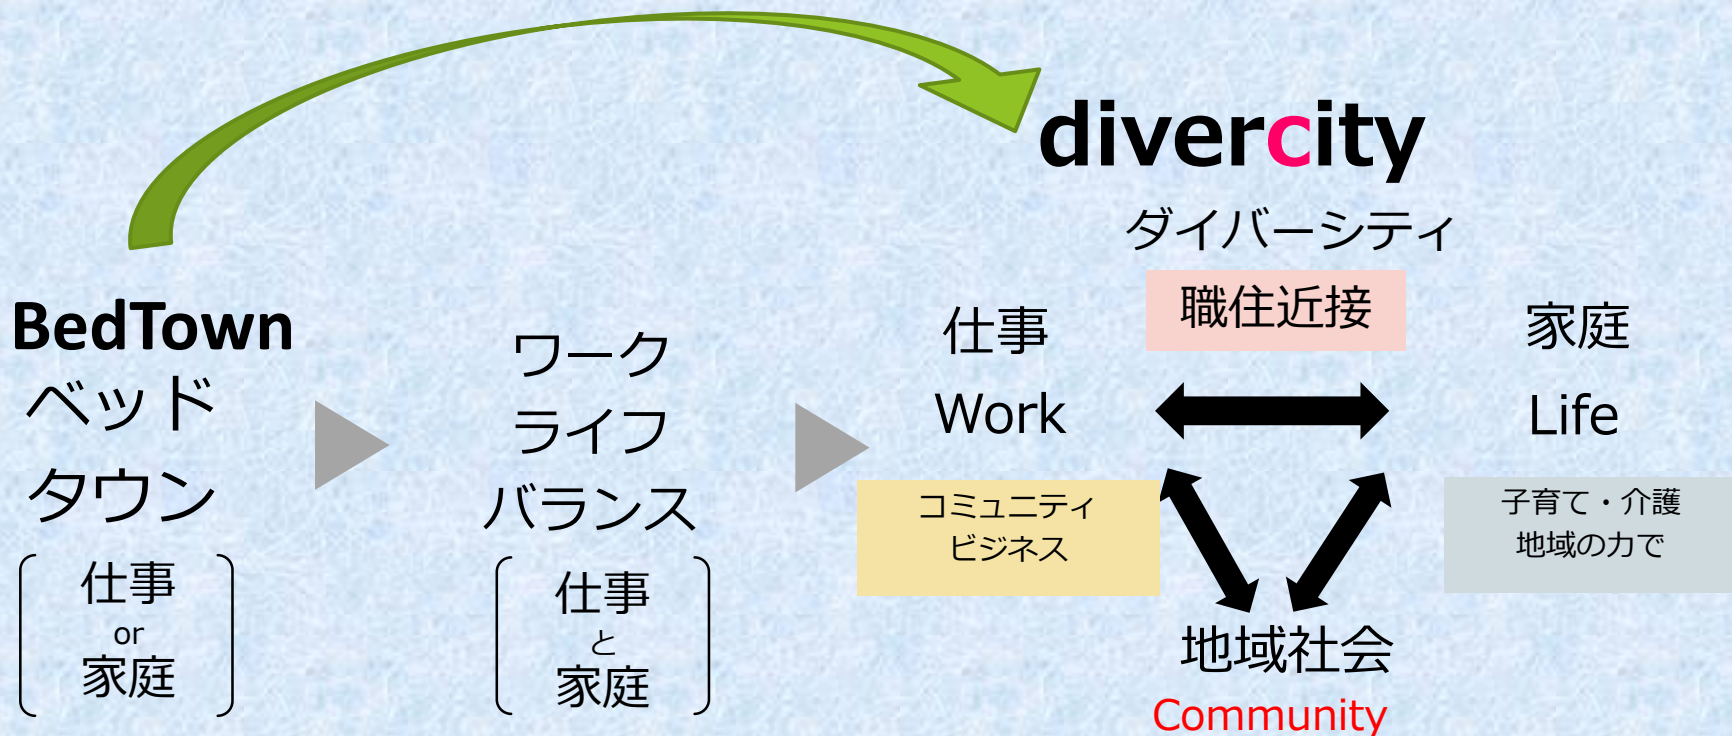 BedTown
ベッド
タウン
仕事
or
家庭
ワーク
ライフ
バランス
仕事
と
家庭
divercity
ダイバーシティ
職住近接
仕事
Work
家庭
Life
コミュニティ
ビジネス
子育て・介護
地域の力で
地域社会
Community